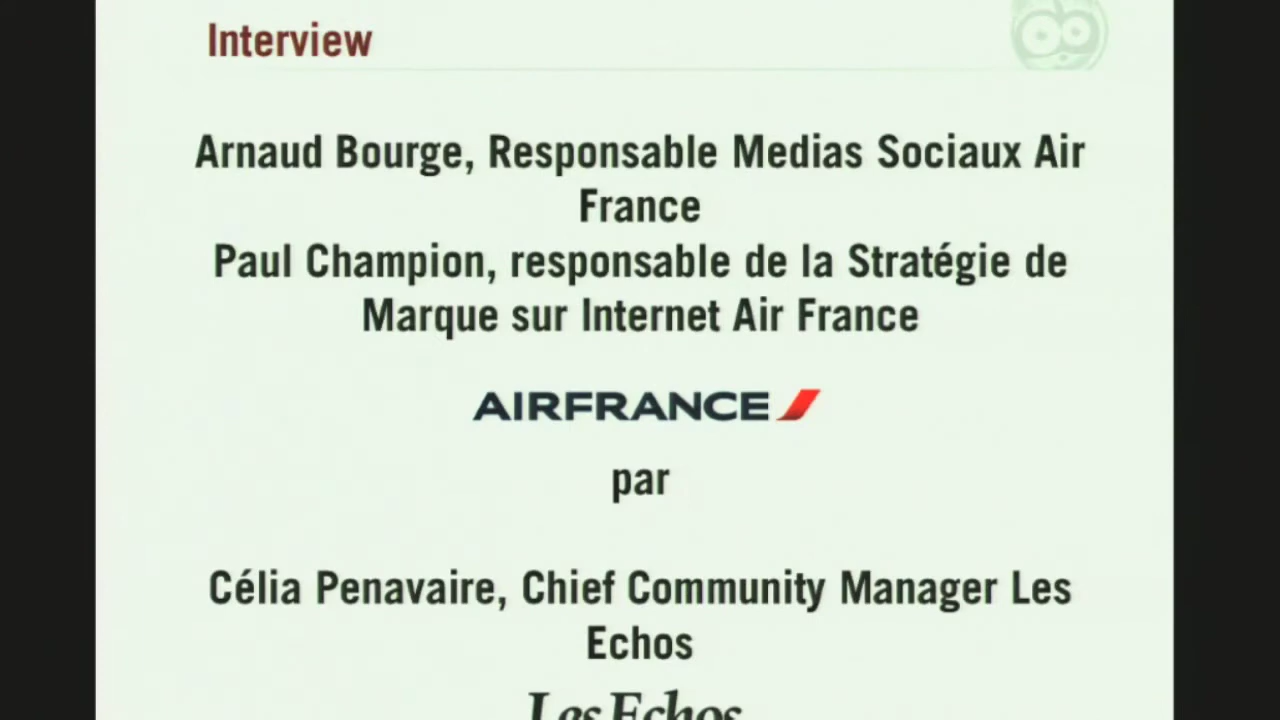 Interview
Arnaud Bourge, Responsable Medias Sociaux Air
France
Paul Champion, responsable de la Stratégie de
Marque sur Internet Air France
AIRFRANCE
par
Célia Penavaire, Chief Community Manager Les
Echos
Les Echos